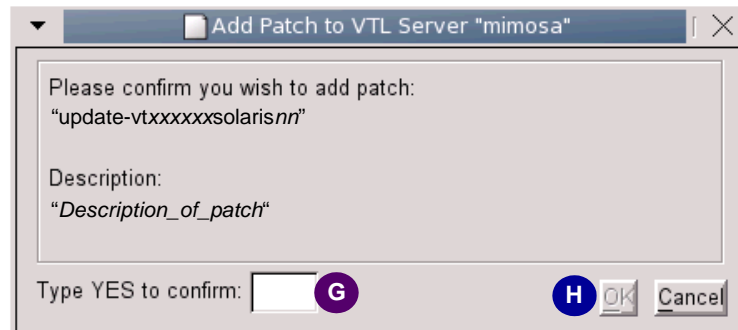 Add Patch to VTL Server "mimosa"
Please confirm you wish to add patch:
“update-vtxxxxxxsolarisnn”
Description:
“Description_of_patch“
Type YES to confirm: G H OK Cancel